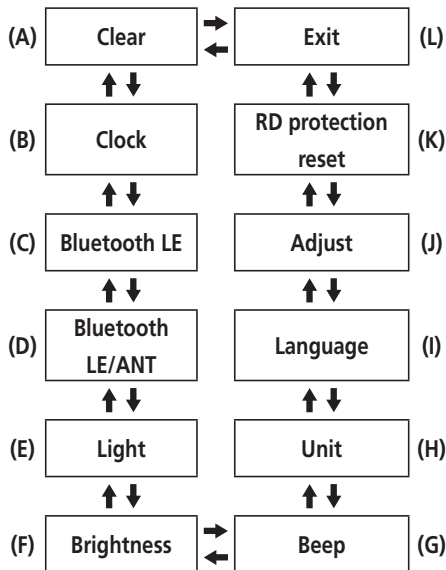 (A) Clear Exit (L)
(B) Clock RD protection reset (K)
(C) Bluetooth LE Adjust (J)
(D) Bluetooth LE/ANT Language (I)
(E) Light Unit (H)
(F) Brightness Beep (G)